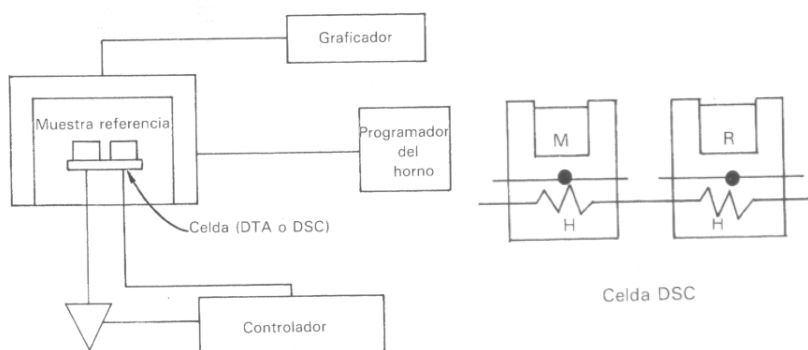 Graficador
Muestra referencia
Programador
del
horno
Celda (DTA o DSC)
Controlador
M
R
H
H
Celda DSC